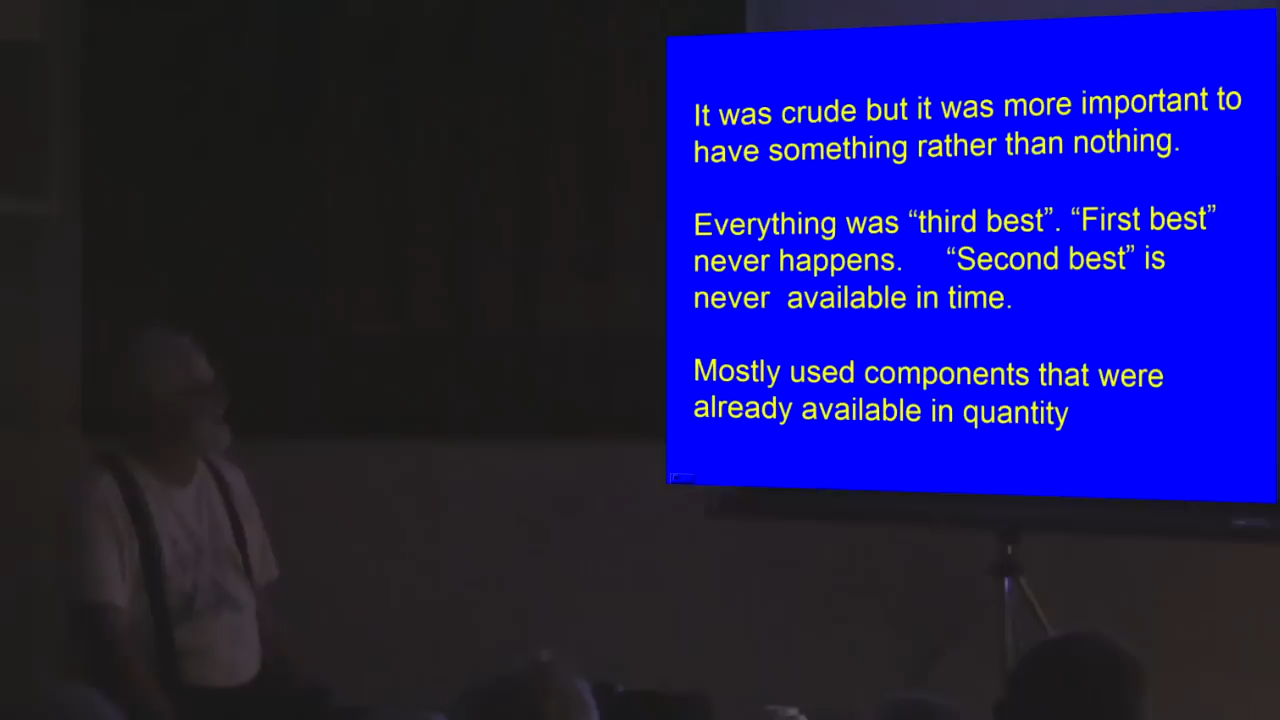 It was crude but it was more important to
have something rather than nothing.
Everything was “third best”. “First best”
never happens. “Second best” is
never available in time.
Mostly used components that were
already available in quantity